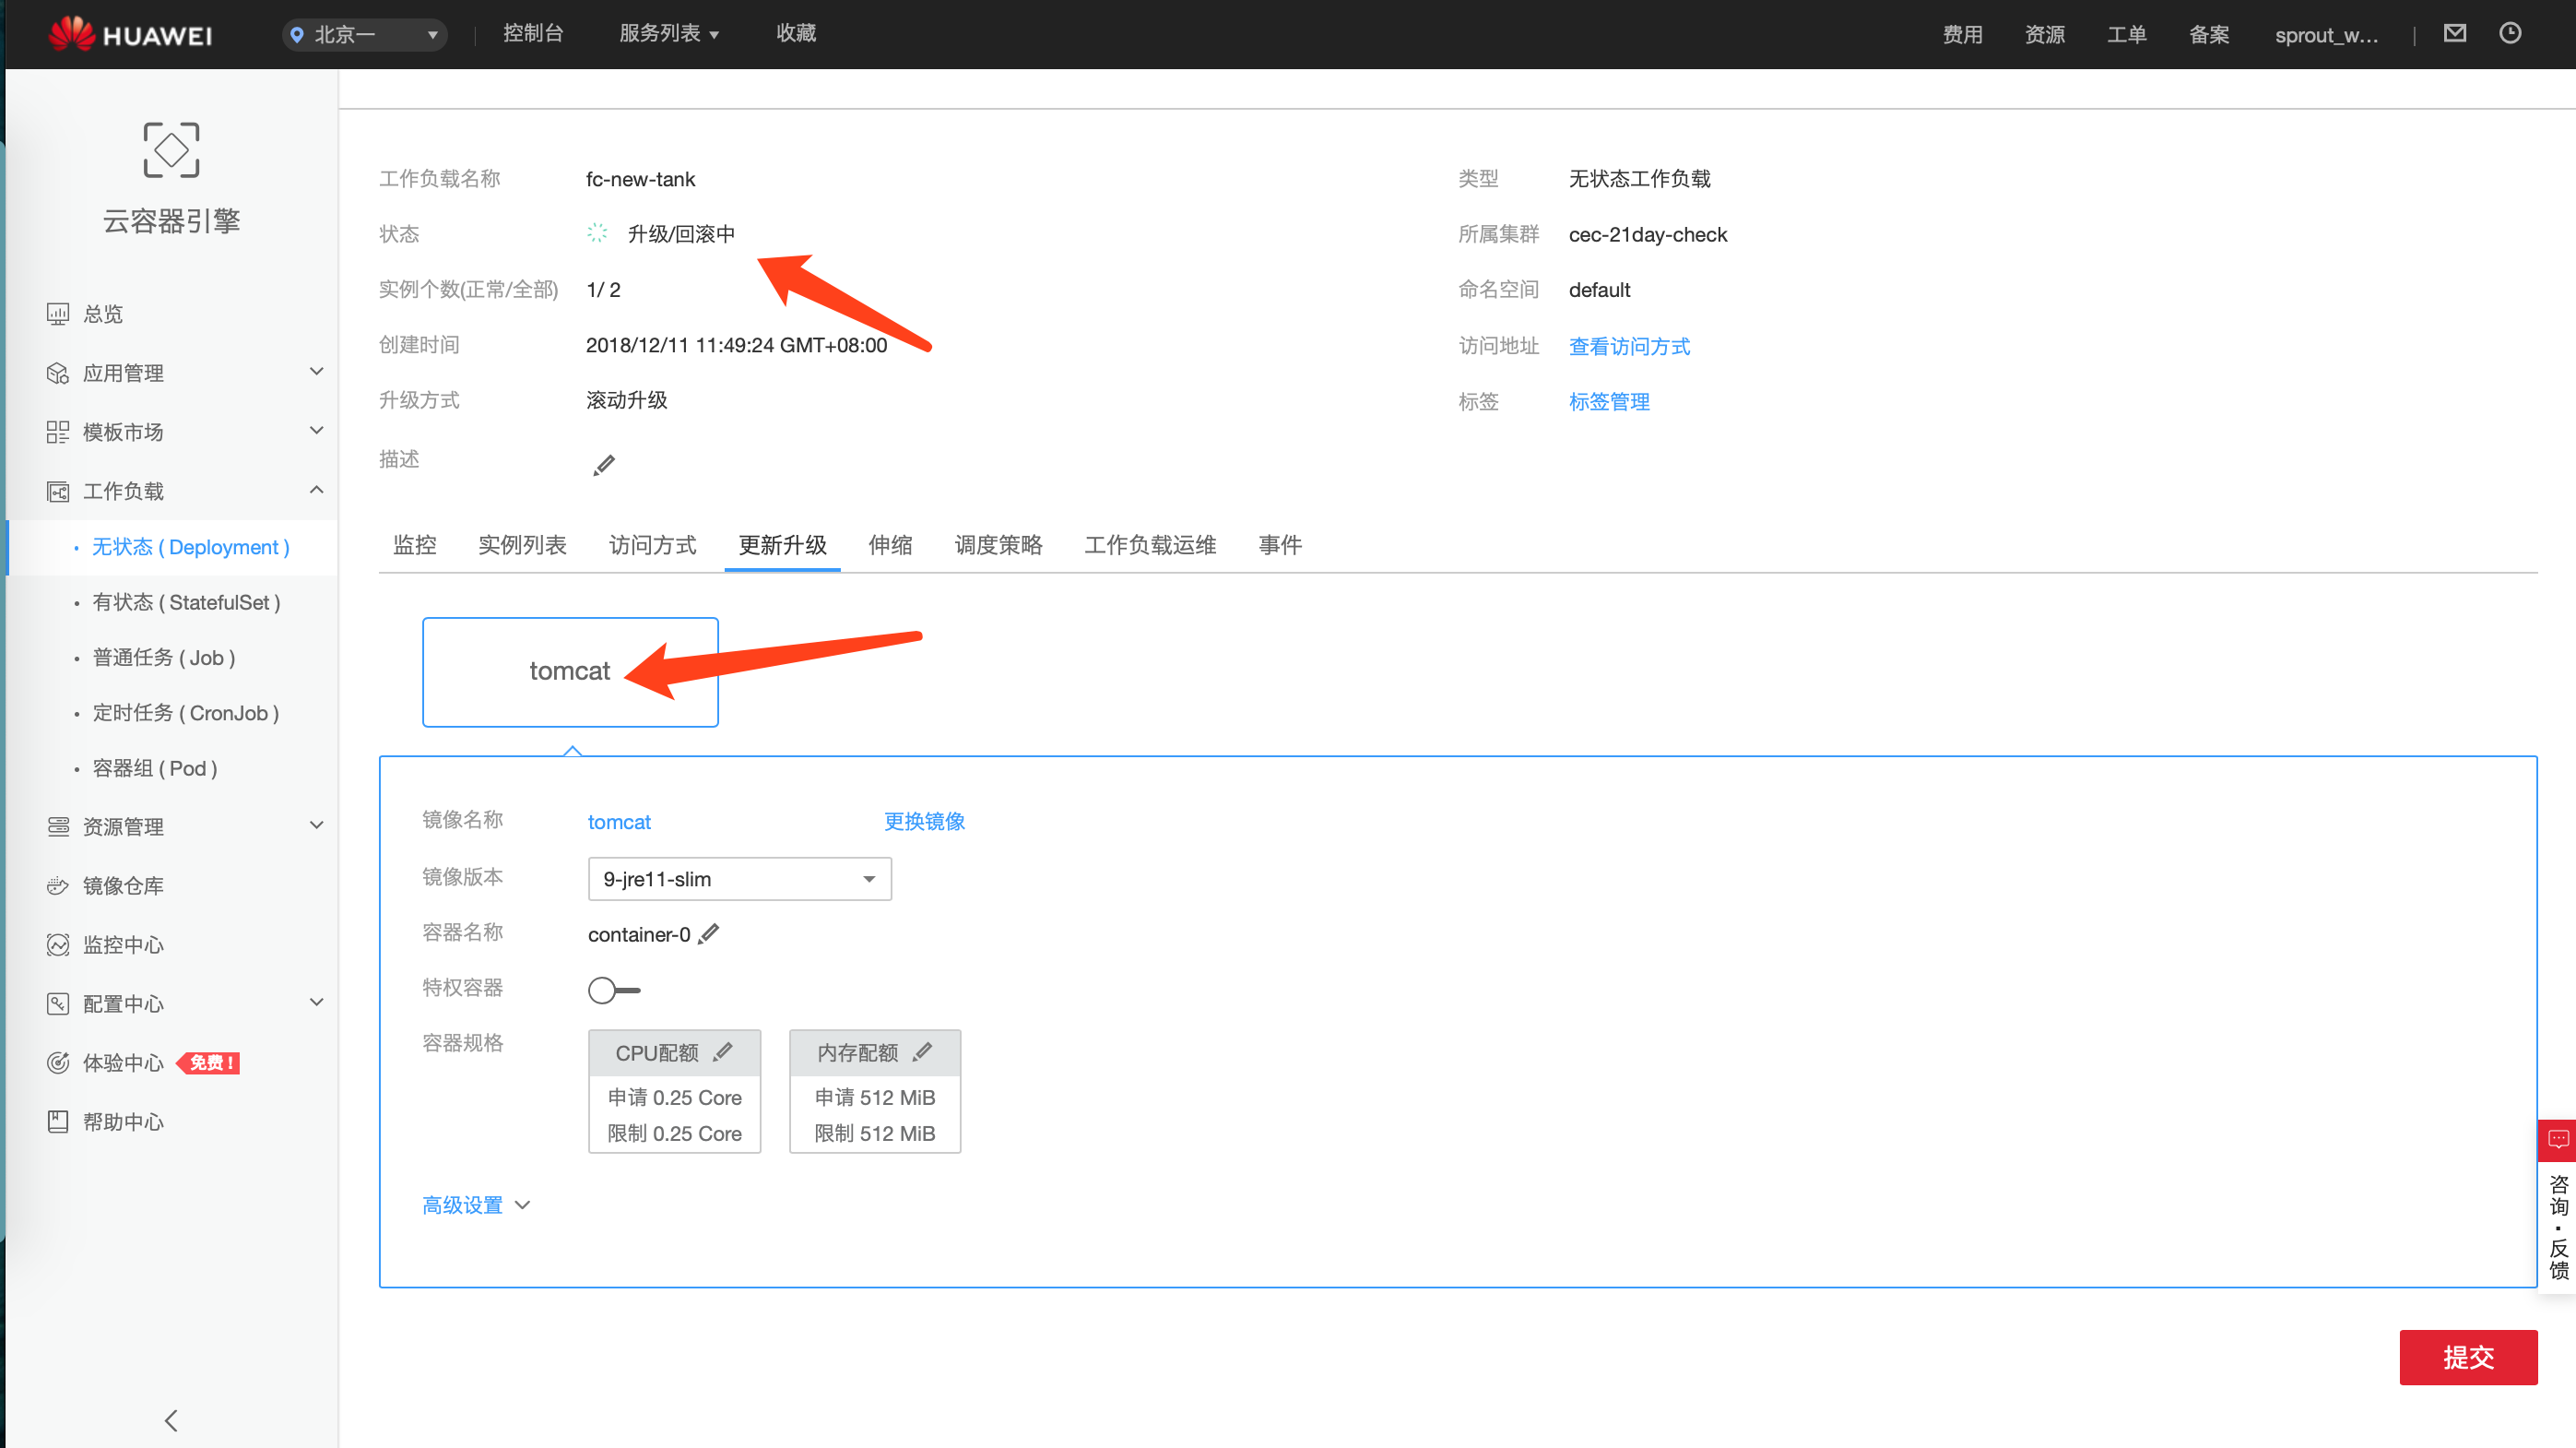 HUAWEI
北京一
控制台
服务列表
收藏
费用
资源
工单
备案
sprout_w...
云容器引擎
总览
应用管理
模板市场
工作负载
无状态 ( Deployment )
有状态 ( StatefulSet )
普通任务 ( Job )
定时任务 ( CronJob )
容器组 ( Pod )
资源管理
镜像仓库
监控中心
配置中心
体验中心
免费 !
帮助中心
工作负载名称 fc-new-tank
类型 无状态工作负载
状态 升级/回滚中
所属集群 cec-21day-check
实例个数(正常/全部) 1/ 2
命名空间 default
创建时间 2018/12/11 11:49:24 GMT+08:00
访问地址 查看访问方式
升级方式 滚动升级
标签 标签管理
描述
监控 实例列表 访问方式 更新升级 伸缩 调度策略 工作负载运维 事件
tomcat
镜像名称 tomcat 更换镜像
镜像版本 9-jre11-slim
容器名称 container-0
特权容器
容器规格
CPU配额
申请 0.25 Core
限制 0.25 Core
内存配额
申请 512 MiB
限制 512 MiB
高级设置
咨询·反馈
提交